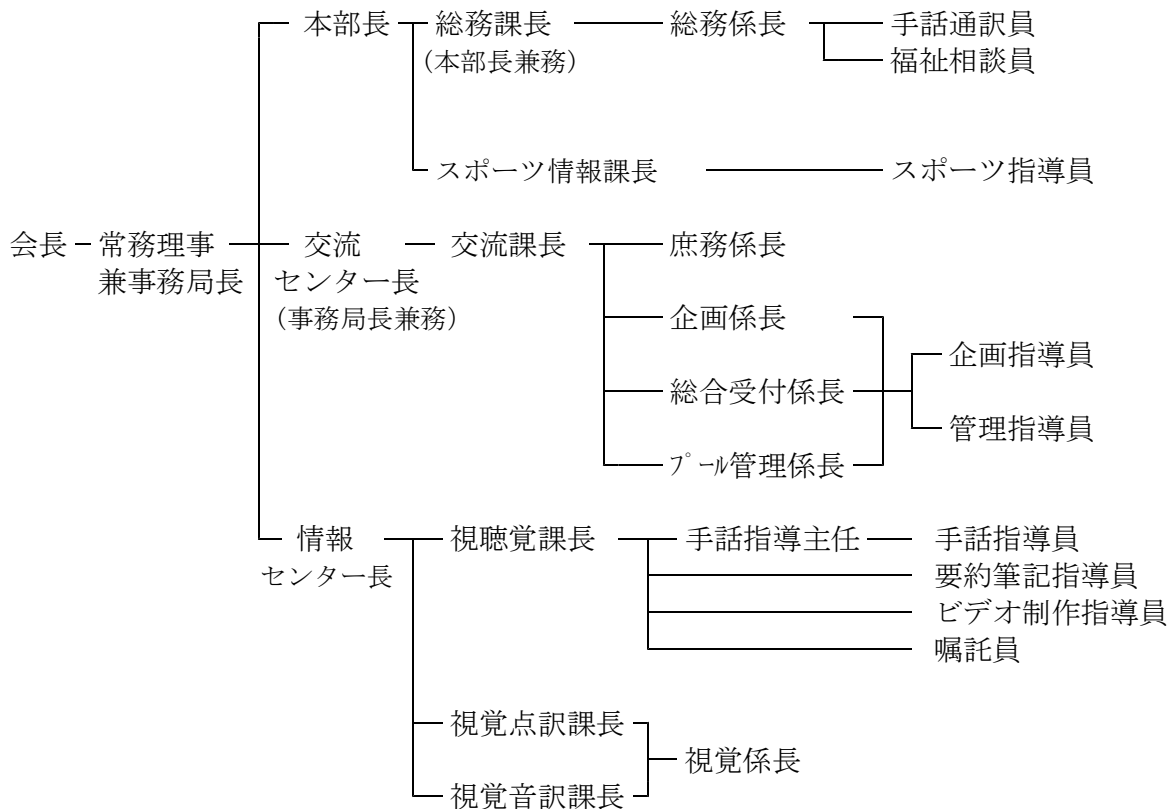 本部長 総務課長 総務係長 手話通訳員
(本部長兼務) 福祉相談員
スポーツ情報課長 スポーツ指導員
会長 常務理事 交流 交流課長 庶務係長
兼事務局長 センター長
(事務局長兼務) 企画係長
企画指導員
総合受付係長
管理指導員
プール管理係長
情報 視聴覚課長 手話指導主任 手話指導員
センター長 要約筆記指導員
ビデオ制作指導員
嘱託員
視覚点訳課長
視覚係長
視覚音訳課長